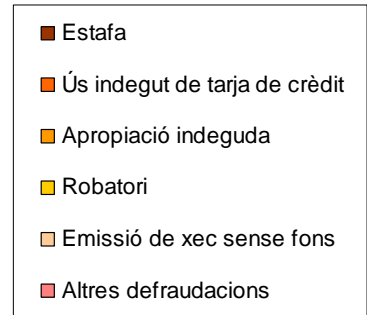 Estafa
Ús indegut de tarja de crèdit
Apropiació indeguda
Robatori
Emissió de xec sense fons
Altres defraudacions